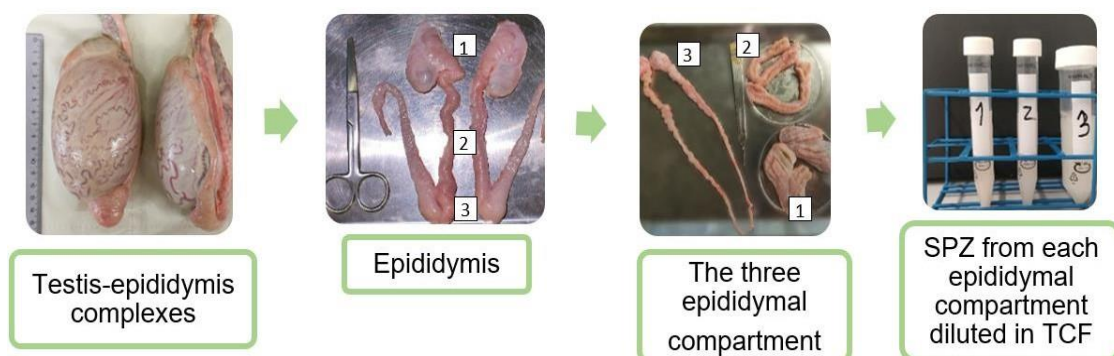 1
2
3
3
2
1
1
2
3
Testis-epididymis
complexes
Epididymis
The three
epididymal
compartment
SPZ from each
epididymal
compartment
diluted in TCF